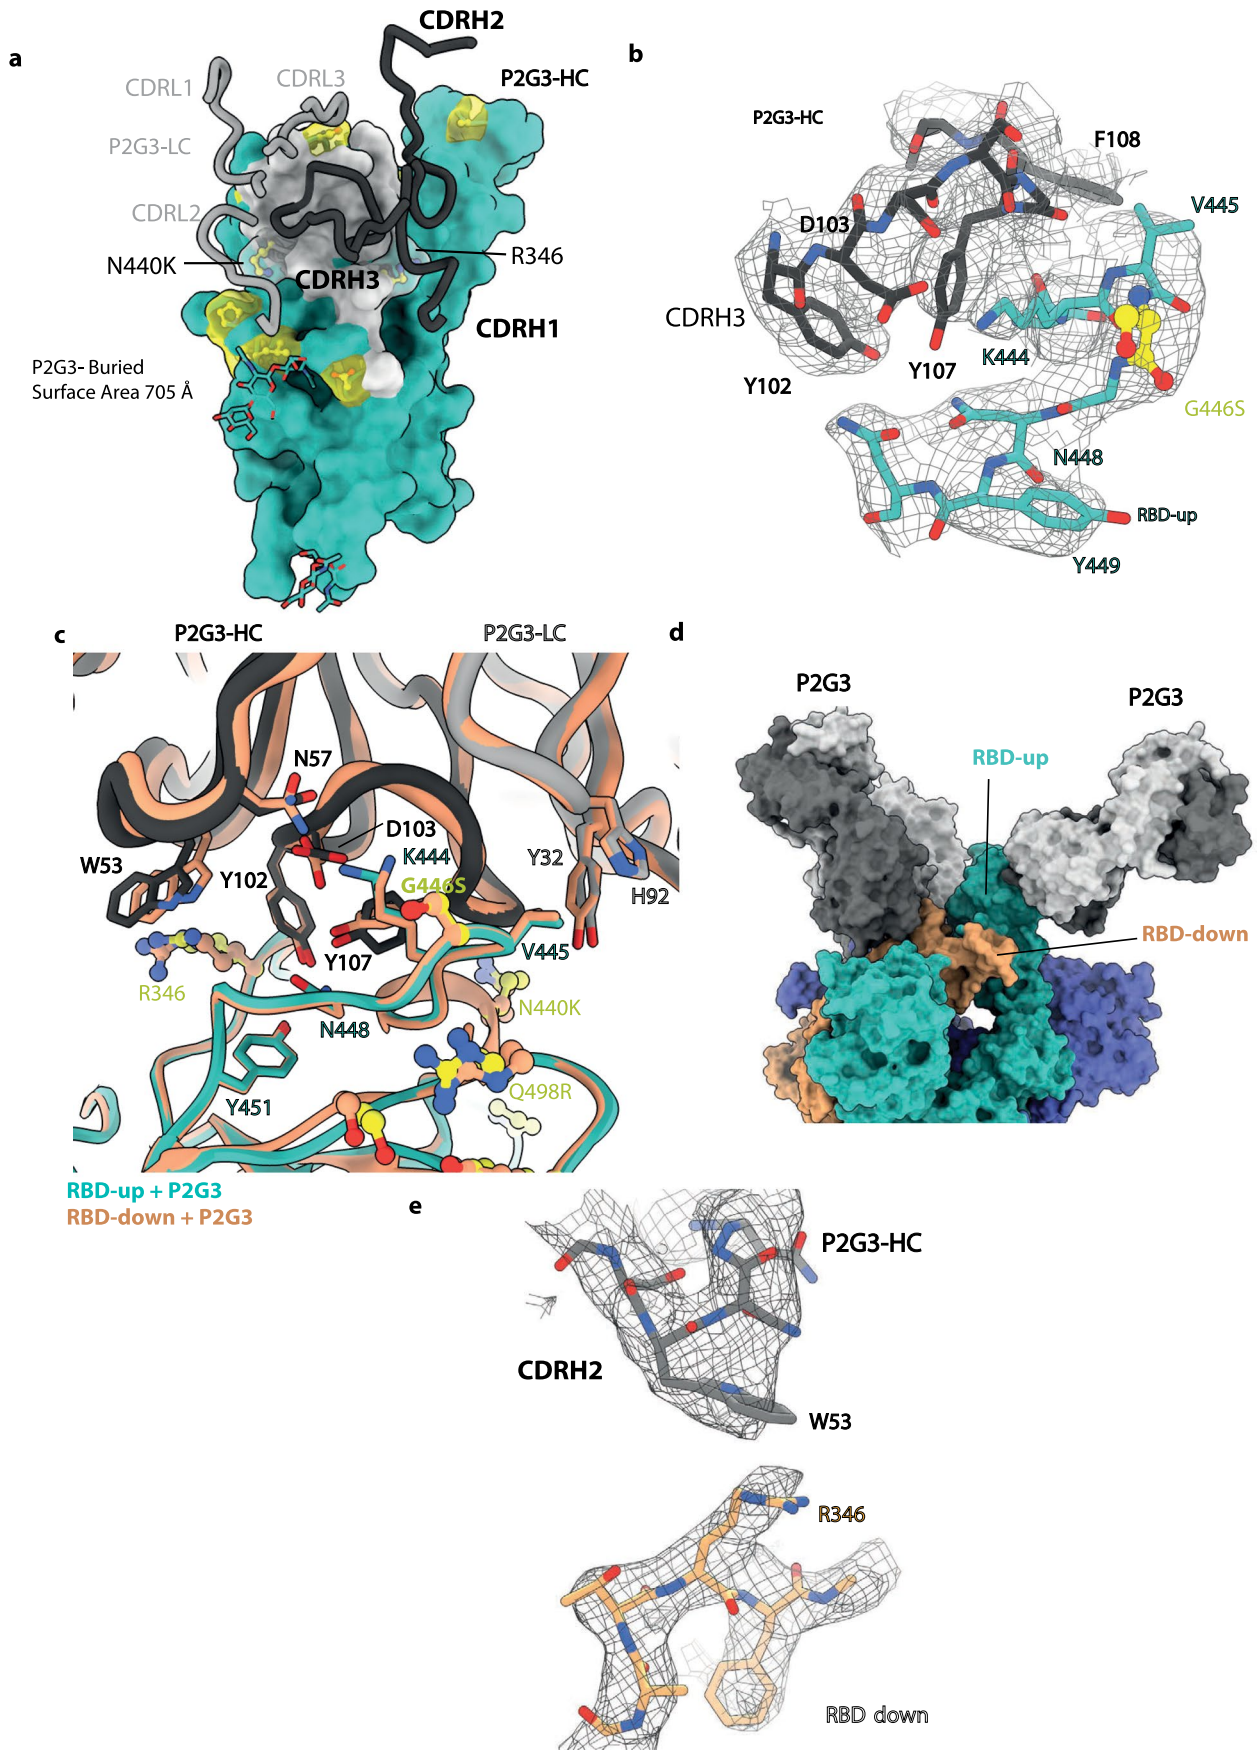 a
CDRH2
CDRL1
CDRL3
P2G3-HC
P2G3-LC
CDRL2
N440K
R346
CDRH3
CDRH1
P2G3- Buried
Surface Area 705 Å
b
P2G3-HC
F108
V445
D103
CDRH3
K444
Y107
Y102
G446S
N448
RBD-up
Y449
c
P2G3-HC
P2G3-LC
N57
D103
W53
Y102
K444
Y32
G446S
H92
Y107
V445
R346
N440K
N448
Q498R
Y451
RBD-up + P2G3
RBD-down + P2G3
d
P2G3
P2G3
RBD-up
RBD-down
e
P2G3-HC
CDRH2
W53
R346
RBD down